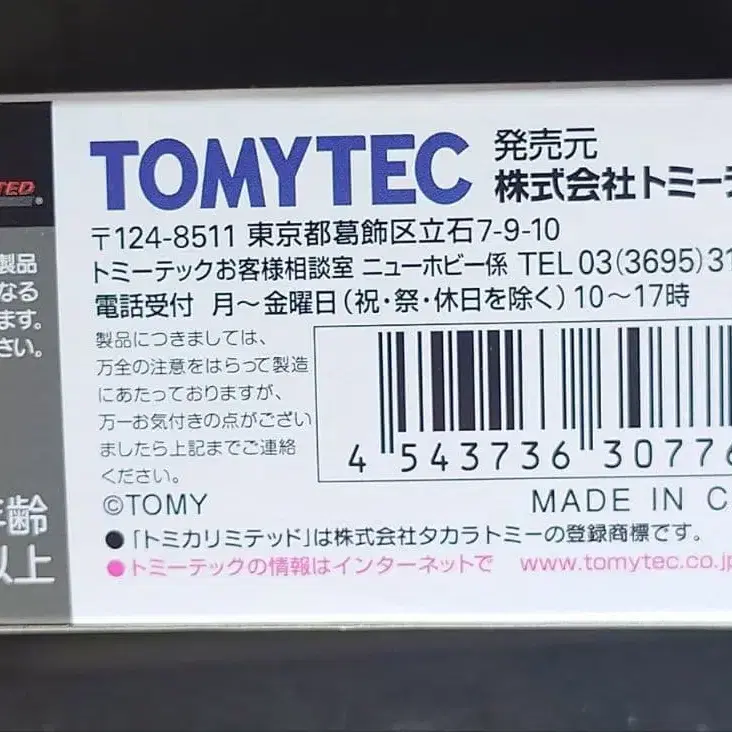 TED
®
製品
なる
ます。
さい。
齢
以上
TOMYTEC
発売元
株式会社トミーテ
〒124-8511 東京都葛飾区立石7-9-10
トミーテックお客様相談室 ニューホビー係 TEL 03(3695)31
電話受付 月〜金曜日(祝・祭・休日を除く)10〜17時
製品につきましては、
万全の注意をはらって製造
にあたっておりますが、
万一お気付きの点がござい
ましたら上記までご連絡
ください。
4 543736 30776
©TOMY
MADE IN C
●「トミカリミテッド」は株式会社タカラトミーの登録商標です。
●トミーテックの情報はインターネットで www.tomytec.co.jp